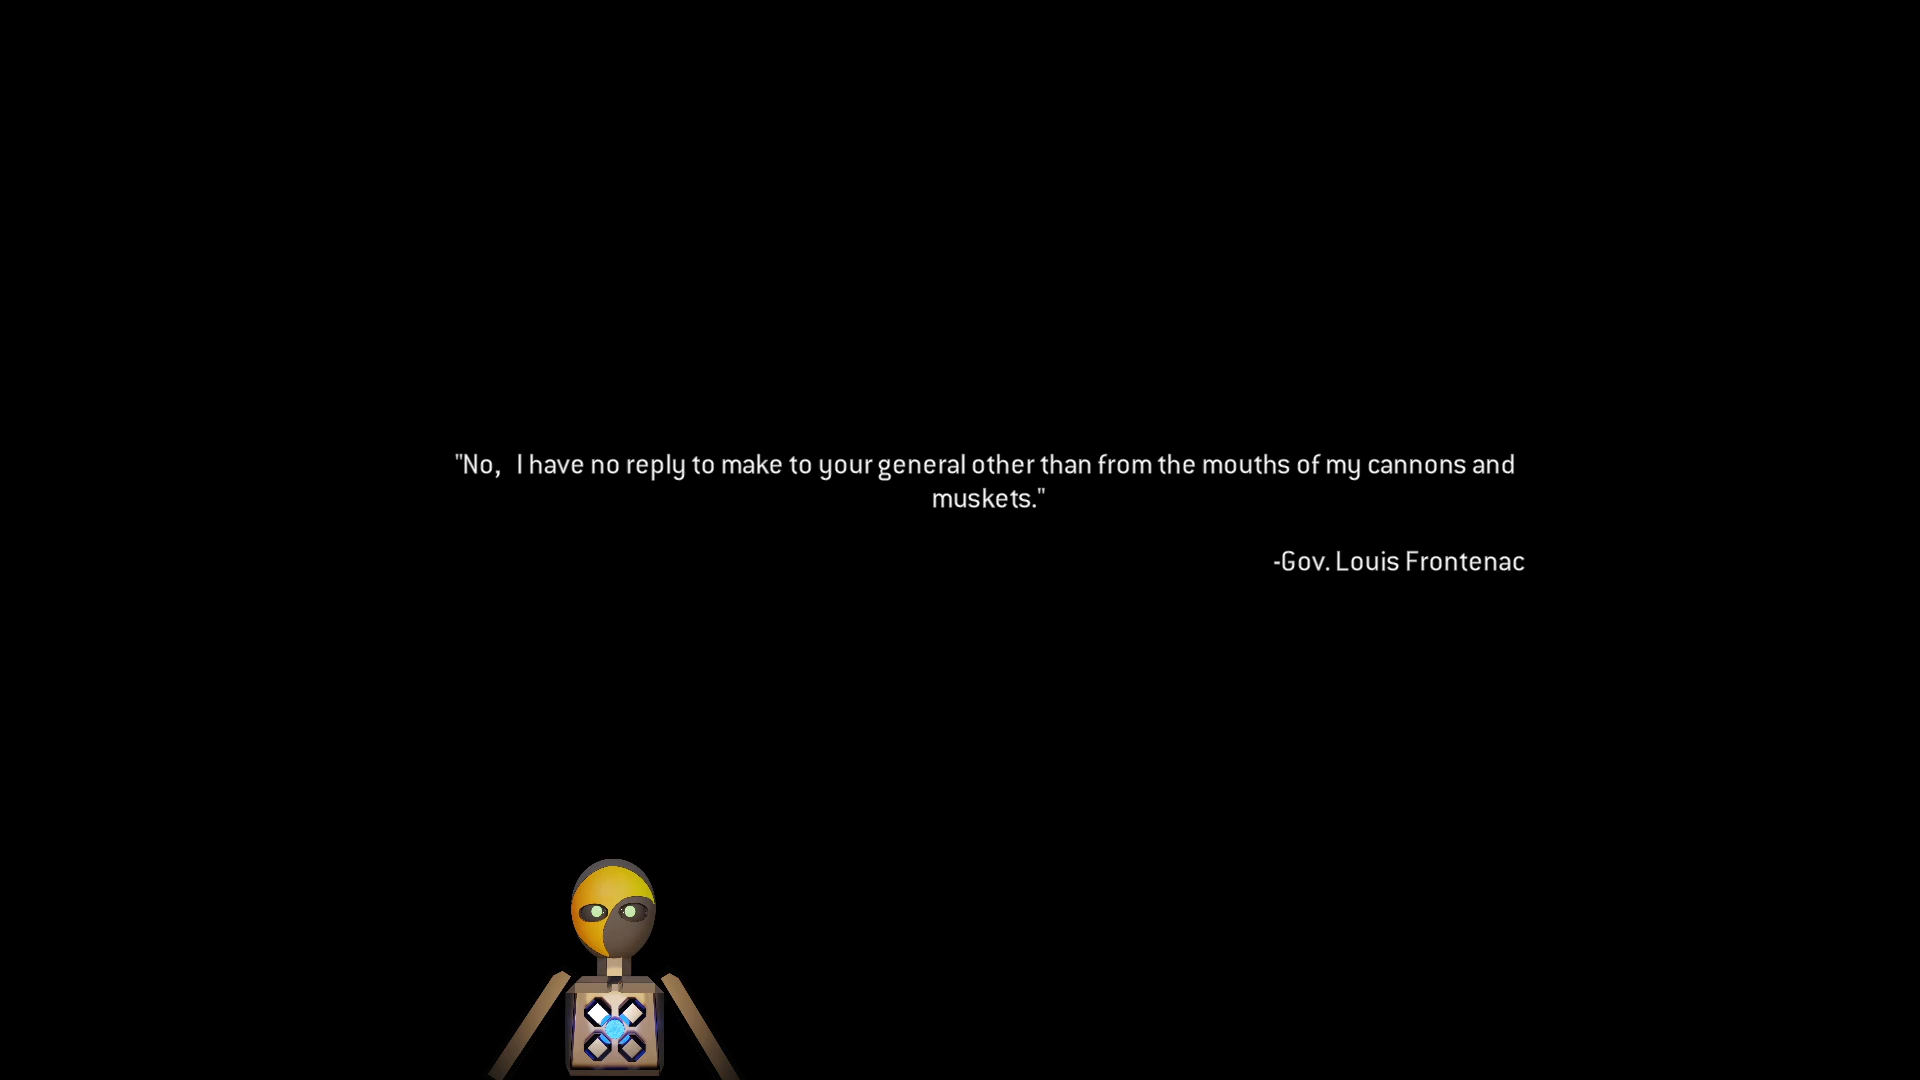 "No,  I have no reply to make to your general other than from the mouths of my cannons and
muskets."
-Gov. Louis Frontenac